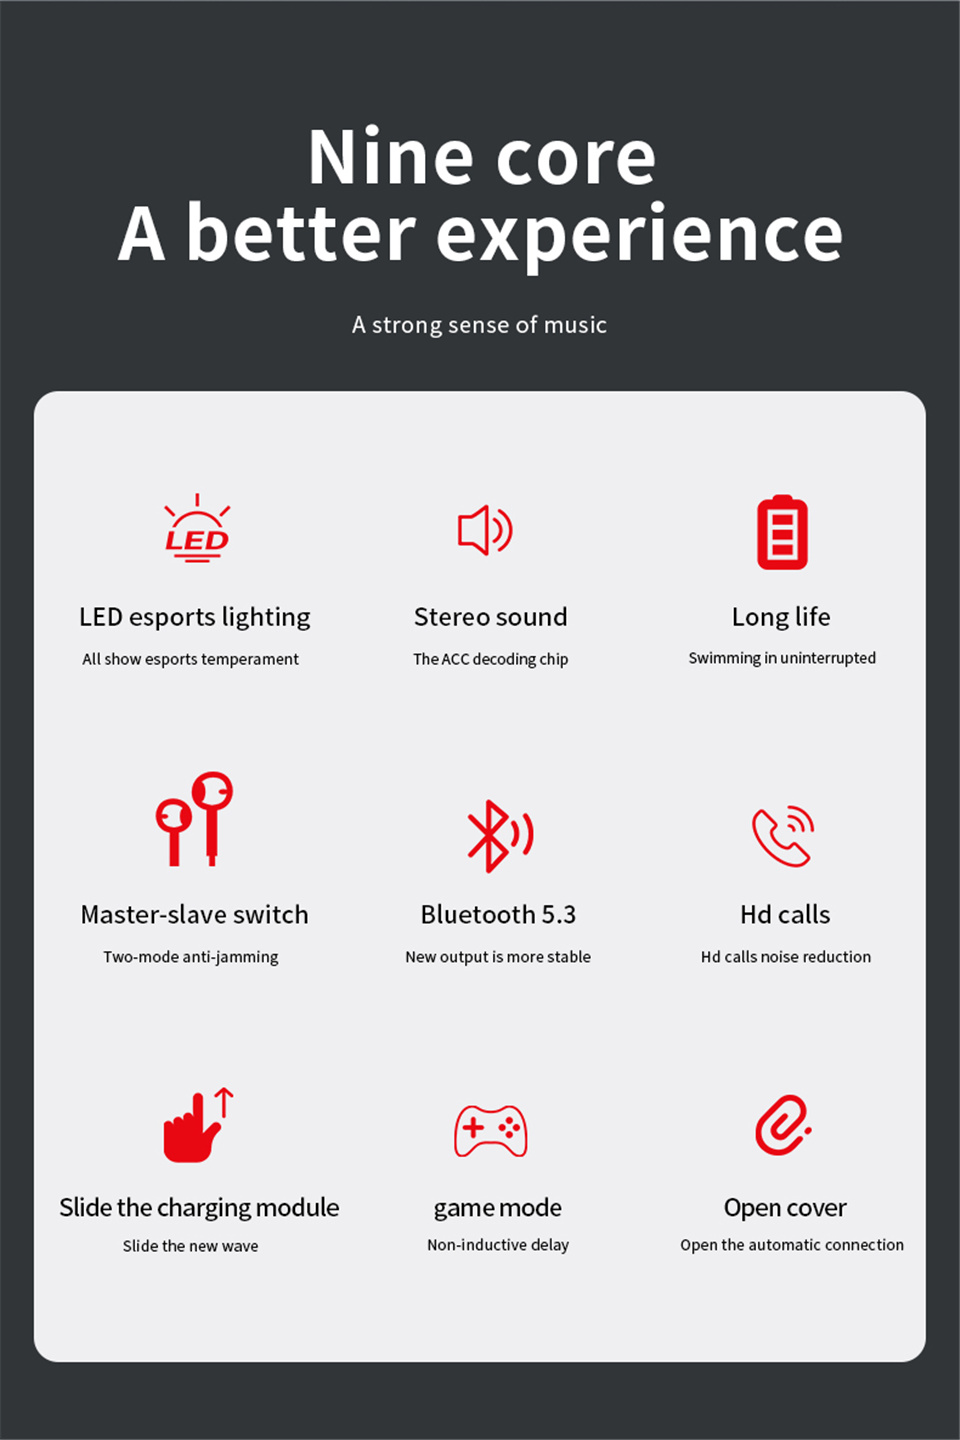 Nine core
A better experience
A strong sense of music
LED
LED esports lighting
All show esports temperament
Stereo sound
The ACC decoding chip
Long life
Swimming in uninterrupted
Master-slave switch
Two-mode anti-jamming
Bluetooth 5.3
New output is more stable
Hd calls
Hd calls noise reduction
Slide the charging module
Slide the new wave
game mode
Non-inductive delay
Open cover
Open the automatic connection